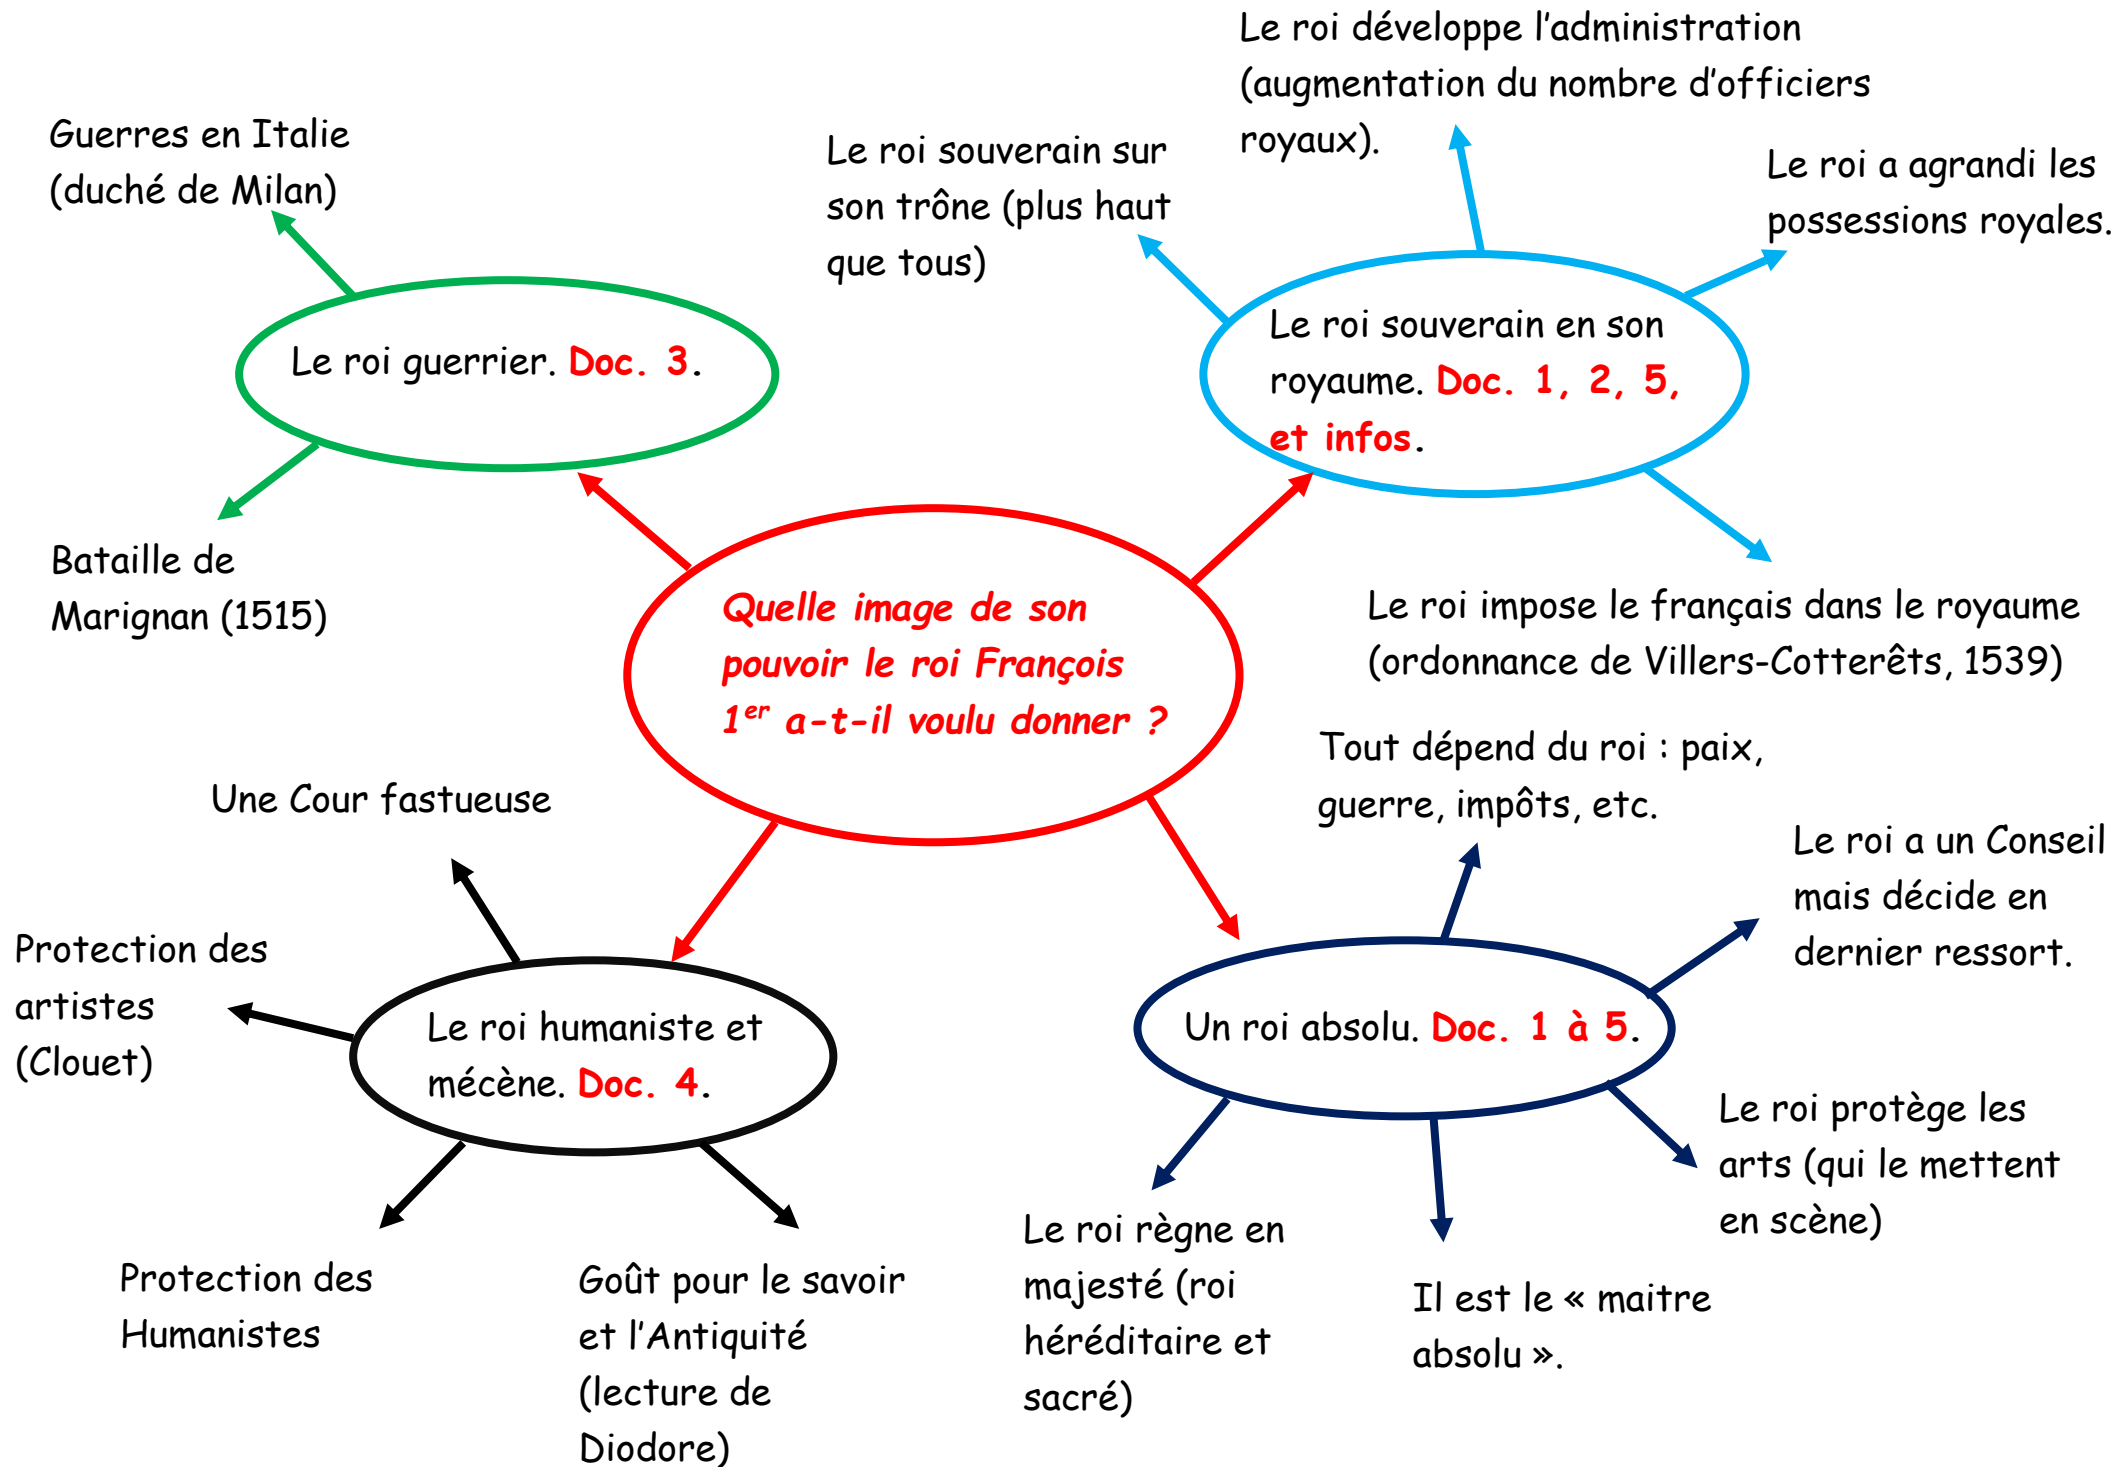 Le roi développe l'administration
(augmentation du nombre d'officiers
royaux).
Guerres en Italie
(duché de Milan)
Le roi souverain sur
son trône (plus haut
que tous)
Le roi a agrandi les
possessions royales.
Le roi guerrier. Doc. 3.
Le roi souverain en son
royaume. Doc. 1, 2, 5,
et infos.
Bataille de
Marignan (1515)
Quelle image de son
pouvoir le roi François
1er a-t-il voulu donner ?
Le roi impose le français dans le royaume
(ordonnance de Villers-Cotterêts, 1539)
Une Cour fastueuse
Tout dépend du roi : paix,
guerre, impôts, etc.
Le roi a un Conseil
mais décide en
dernier ressort.
Protection des
artistes
(Clouet)
Le roi humaniste et
mécène. Doc. 4.
Un roi absolu. Doc. 1 à 5.
Le roi protège les
arts (qui le mettent
en scène)
Protection des
Humanistes
Goût pour le savoir
et l'Antiquité
(lecture de
Diodore)
Le roi règne en
majesté (roi
héréditaire et
sacré)
Il est le « maitre
absolu ».